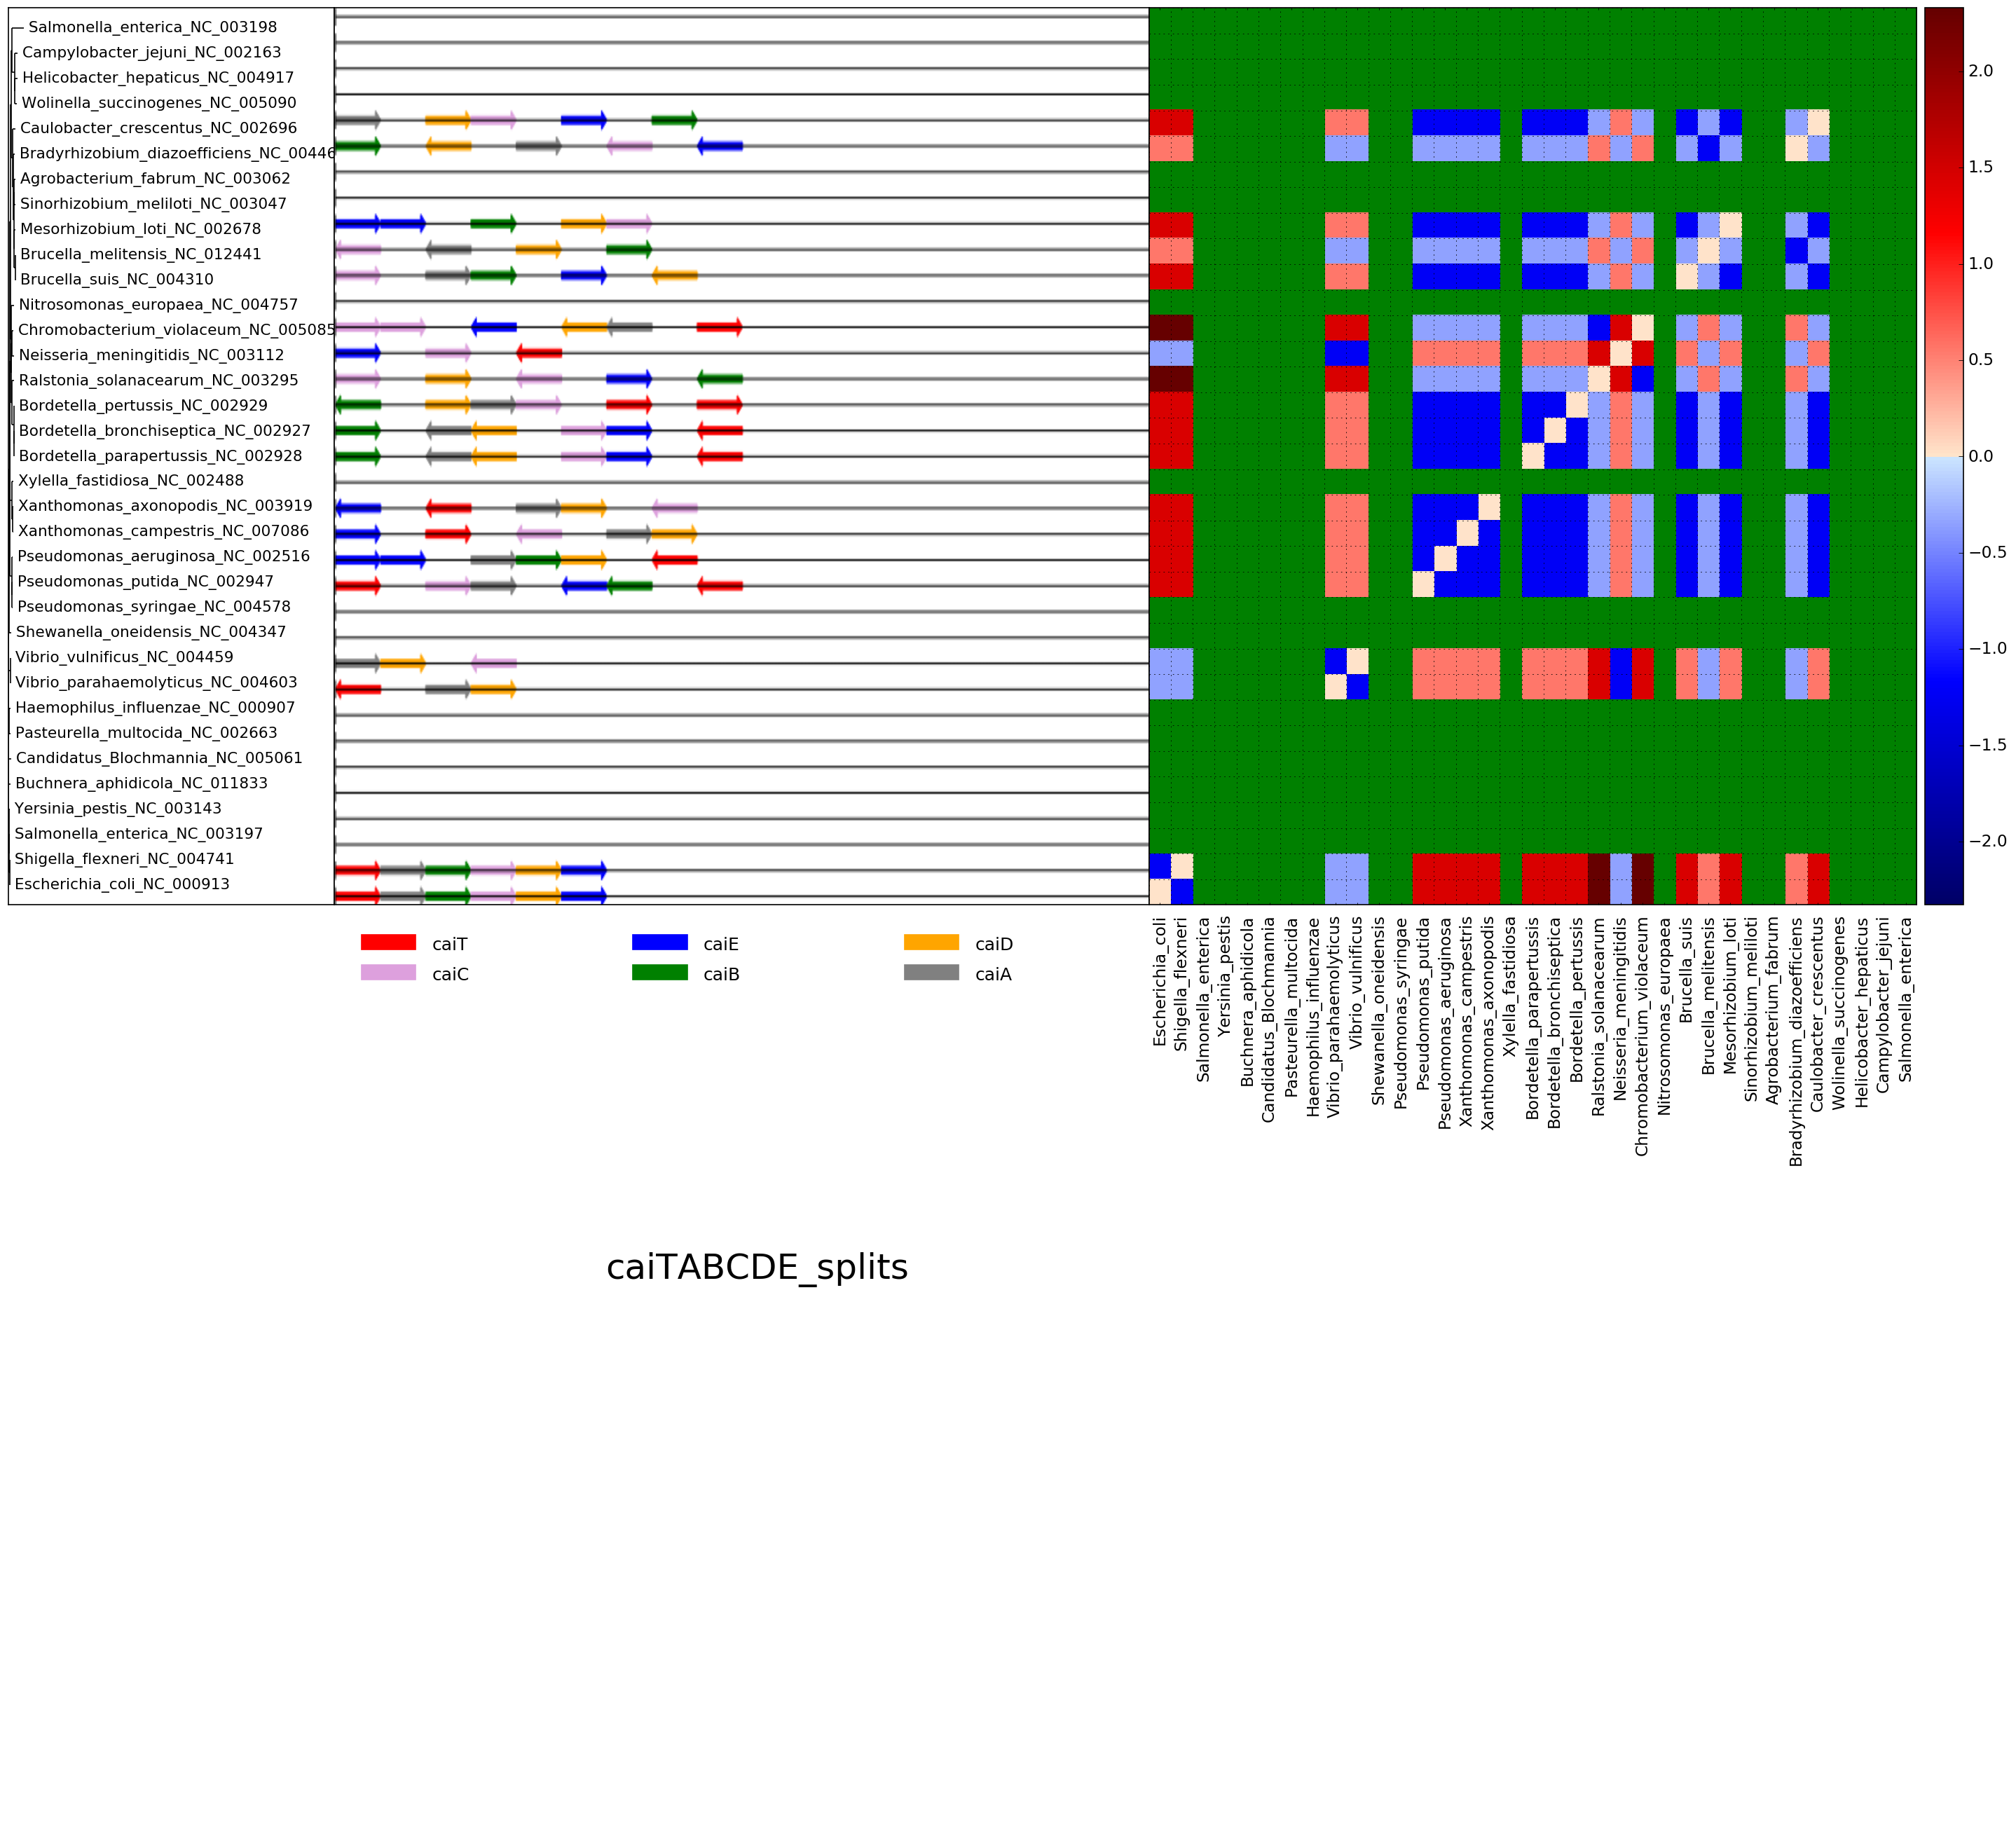 Salmonella_enterica_NC_003198
Campylobacter_jejuni_NC_002163
Helicobacter_hepaticus_NC_004917
Wolinella_succinogenes_NC_005090
Caulobacter_crescentus_NC_002696
Bradyrhizobium_diazoefficiens_NC_00446
Agrobacterium_fabrum_NC_003062
Sinorhizobium_meliloti_NC_003047
Mesorhizobium_loti_NC_002678
Brucella_melitensis_NC_012441
Brucella_suis_NC_004310
Nitrosomonas_europaea_NC_004757
Chromobacterium_violaceum_NC_005085
Neisseria_meningitidis_NC_003112
Ralstonia_solanacearum_NC_003295
Bordetella_pertussis_NC_002929
Bordetella_bronchiseptica_NC_002927
Bordetella_parapertussis_NC_002928
Xylella_fastidiosa_NC_002488
Xanthomonas_axonopodis_NC_003919
Xanthomonas_campestris_NC_007086
Pseudomonas_aeruginosa_NC_002516
Pseudomonas_putida_NC_002947
Pseudomonas_syringae_NC_004578
Shewanella_oneidensis_NC_004347
Vibrio_vulnificus_NC_004459
Vibrio_parahaemolyticus_NC_004603
Haemophilus_influenzae_NC_000907
Pasteurella_multocida_NC_002663
Candidatus_Blochmannia_NC_005061
Buchnera_aphidicola_NC_011833
Yersinia_pestis_NC_003143
Salmonella_enterica_NC_003197
Shigella_flexneri_NC_004741
Escherichia_coli_NC_000913
2.0
1.5
1.0
0.5
0.0
−0.5
−1.0
−1.5
−2.0
caiT
caiE
caiD
caiC
caiB
caiA
Escherichia_coli
Shigella_flexneri
Salmonella_enterica
Yersinia_pestis
Buchnera_aphidicola
Candidatus_Blochmannia
Pasteurella_multocida
Haemophilus_influenzae
Vibrio_parahaemolyticus
Vibrio_vulnificus
Shewanella_oneidensis
Pseudomonas_syringae
Pseudomonas_putida
Pseudomonas_aeruginosa
Xanthomonas_campestris
Xanthomonas_axonopodis
Xylella_fastidiosa
Bordetella_parapertussis
Bordetella_bronchiseptica
Bordetella_pertussis
Ralstonia_solanacearum
Neisseria_meningitidis
Chromobacterium_violaceum
Nitrosomonas_europaea
Brucella_suis
Brucella_melitensis
Mesorhizobium_loti
Sinorhizobium_meliloti
Agrobacterium_fabrum
Bradyrhizobium_diazoefficiens
Caulobacter_crescentus
Wolinella_succinogenes
Helicobacter_hepaticus
Campylobacter_jejuni
Salmonella_enterica
caiTABCDE_splits